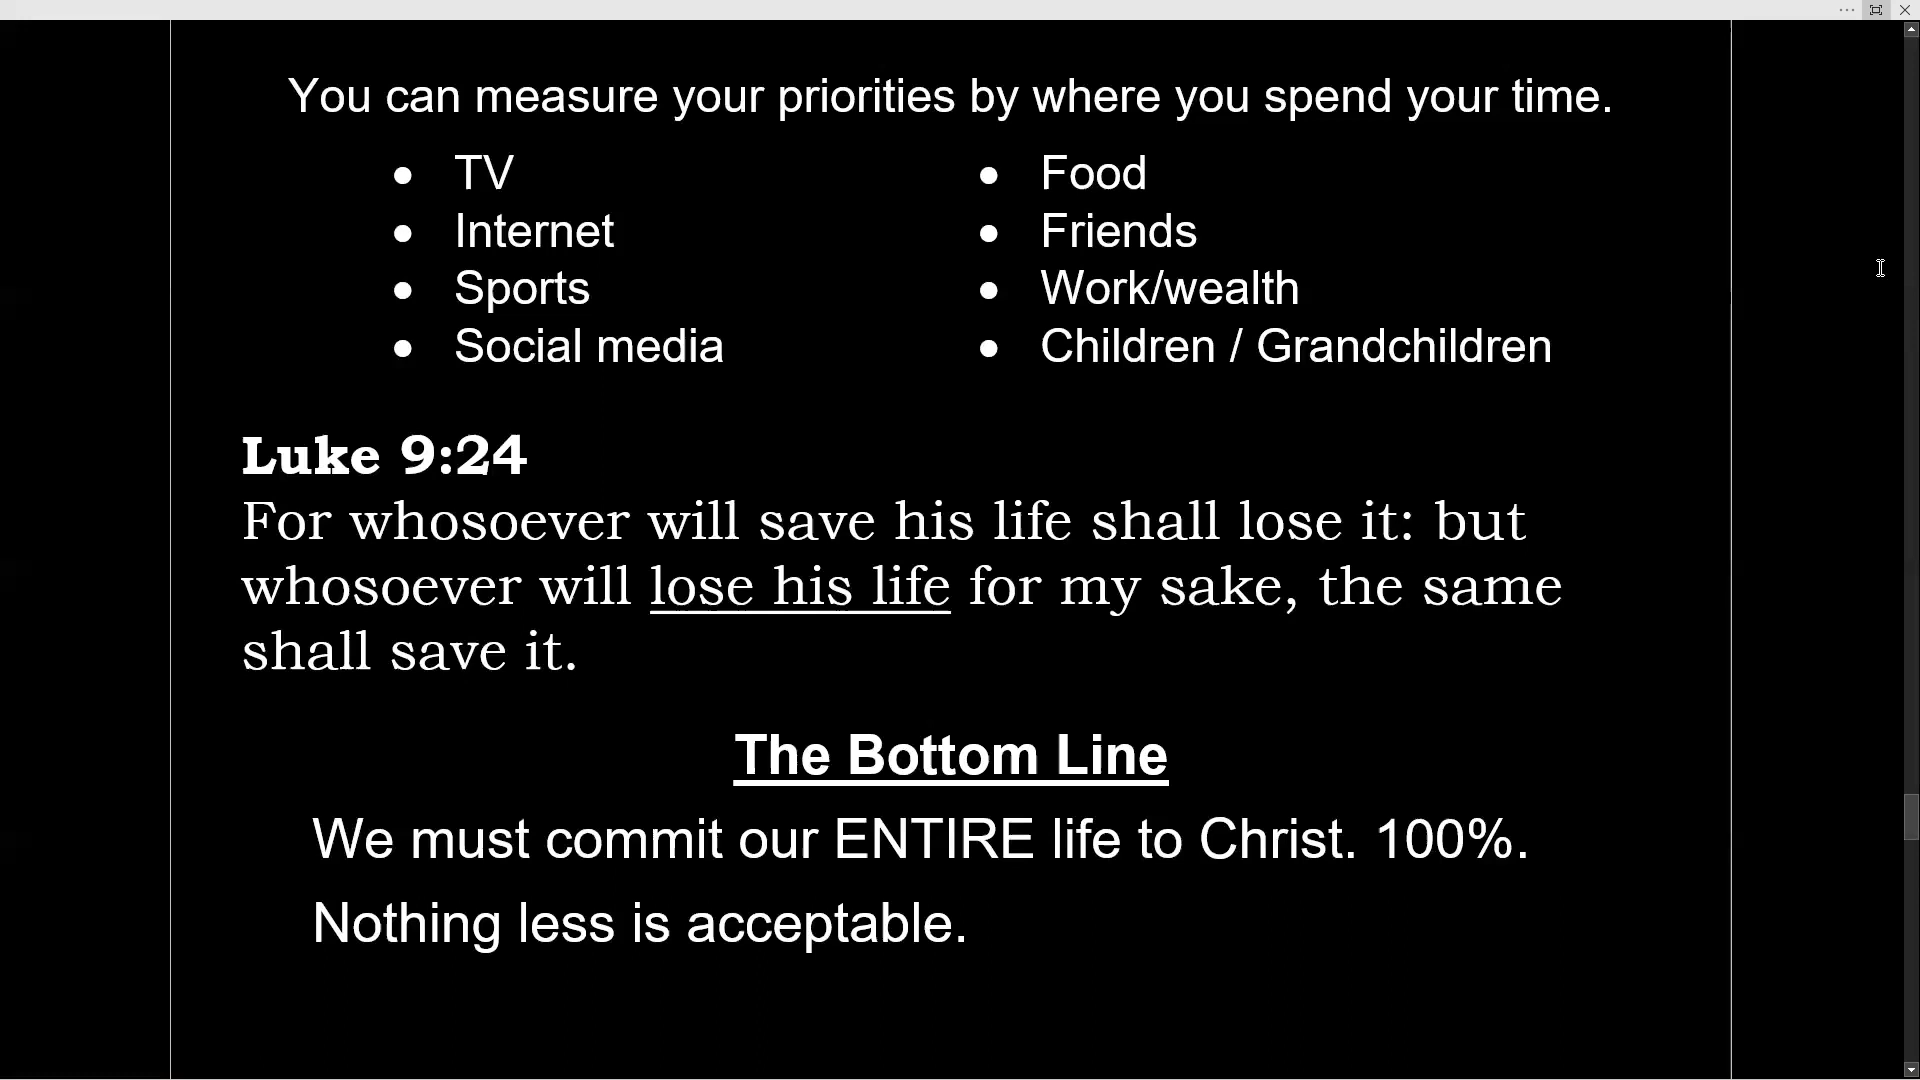 You can measure your priorities by where you spend your time.
• TV
• Internet
• Sports
• Social media
• Food
• Friends
• Work/wealth
• Children / Grandchildren
Luke 9:24
For whosoever will save his life shall lose it: but
whosoever will lose his life for my sake, the same
shall save it.
The Bottom Line
We must commit our ENTIRE life to Christ. 100%.
Nothing less is acceptable.